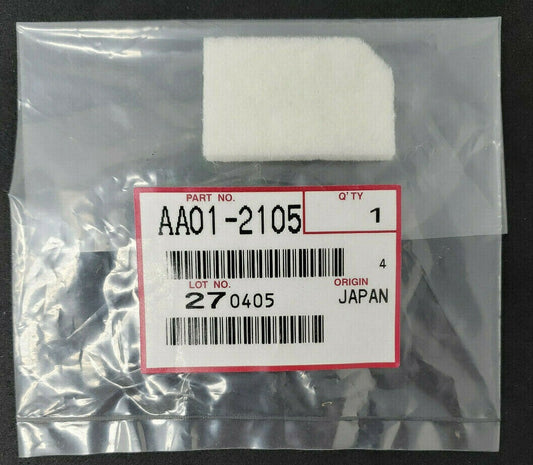 PART NO.
Q'TY
AA01-2105
1
4
LOT NO.
ORIGIN
27 0405
JAPAN